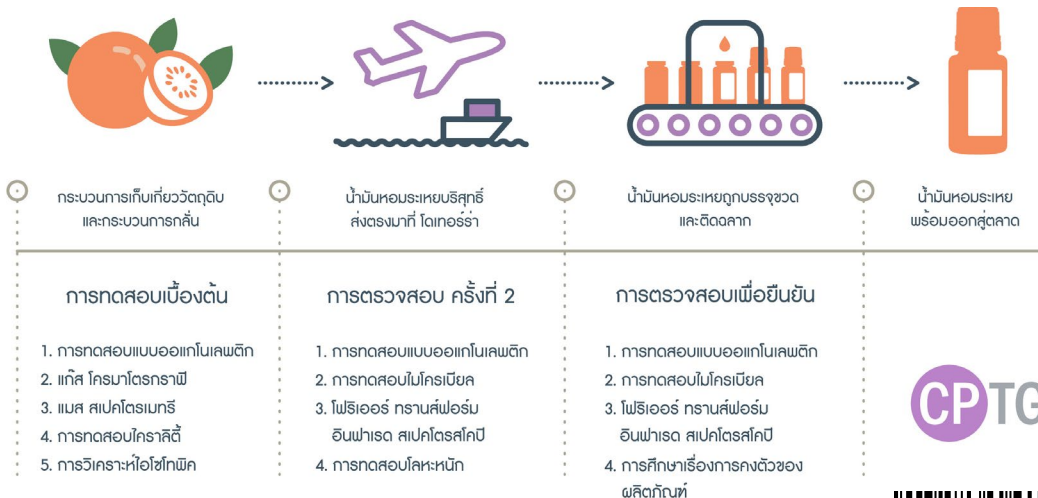 กระบวนการเก็บเกี่ยววัตถุดิบ
และกระบวนการกลั่น
น้ำมันหอมระเหยบริสุทธิ์
ส่งตรงมาที่ โดเทอร์ร่า
น้ำมันหอมระเหยถูกบรรจุขวด
และติดฉลาก
น้ำมันหอมระเหย
พร้อมออกสู่ตลาด
การทดสอบเบื้องต้น
1. การทดสอบแบบออแกโนเลพติก
2. แก๊ส โครมาโตรกราฟี
3. แมส สเปคโตรเมทรี
4. การทดสอบไคราลิตี้
5. การวิเคราะห์ไอโซโทพิค
การตรวจสอบ ครั้งที่ 2
1. การทดสอบแบบออแกโนเลพติก
2. การทดสอบไมโครเบียล
3. โฟริเออร์ ทรานส์ฟอร์ม
อินฟาเรด สเปคโตรสโคปี
4. การทดสอบโลหะหนัก
การตรวจสอบเพื่อยืนยัน
1. การทดสอบแบบออแกโนเลพติก
2. การทดสอบไมโครเบียล
3. โฟริเออร์ ทรานส์ฟอร์ม
อินฟาเรด สเปคโตรสโคปี
4. การศึกษาเรื่องการคงตัวของ
ผลิตภัณฑ์
CPTG